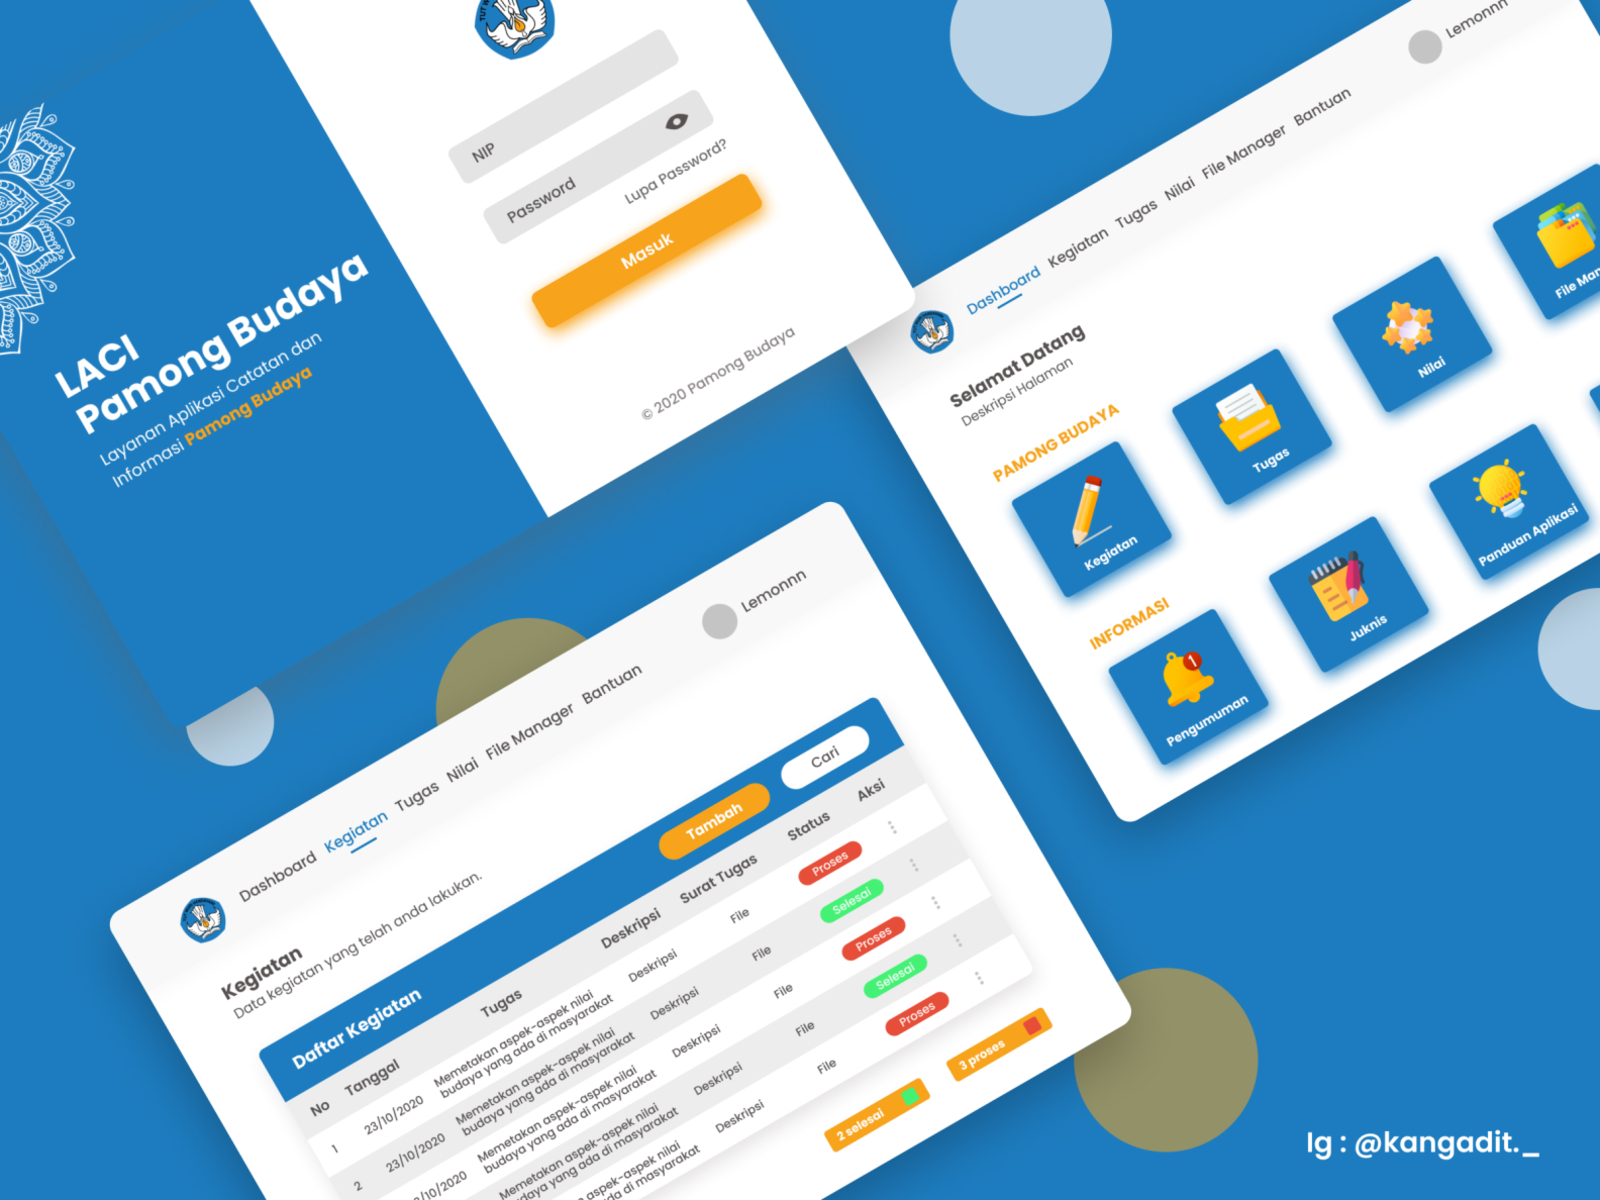 TUT W
NIP
Password
Lupa Password?
Masuk
© 2020 Pamong Budaya
LACI
Pamong Budaya
Layanan Aplikasi Catatan dan
Informasi Pamong Budaya
Lemonnn
Dashboard Kegiatan Tugas Nilai File Manager Bantuan
Selamat Datang
Deskripsi Halaman
PAMONG BUDAYA
Kegiatan
Tugas
Nilai
File Man
INFORMASI
1
Pengumuman
Juknis
Panduan Aplikasi
Lemonnn
Dashboard Kegiatan Tugas Nilai File Manager Bantuan
Kegiatan
Data kegiatan yang telah anda lakukan.
Daftar Kegiatan
Tambah
Cari
No Tanggal Tugas Deskripsi Surat Tugas Status Aksi
1 23/10/2020 Memetakan aspek-aspek nilai
budaya yang ada di masyarakat Deskripsi File Proses
2 23/10/2020 Memetakan aspek-aspek nilai
budaya yang ada di masyarakat Deskripsi File Selesai
/10/2020 Memetakan aspek-aspek nilai
budaya yang ada di masyarakat Deskripsi File Proses
Memetakan aspek-aspek nilai
budaya yang ada di masyarakat Deskripsi File Selesai
aspek-aspek nilai
yang ada di masyarakat Deskripsi File Proses
2 selesai
3 proses
Ig : @kangadit._